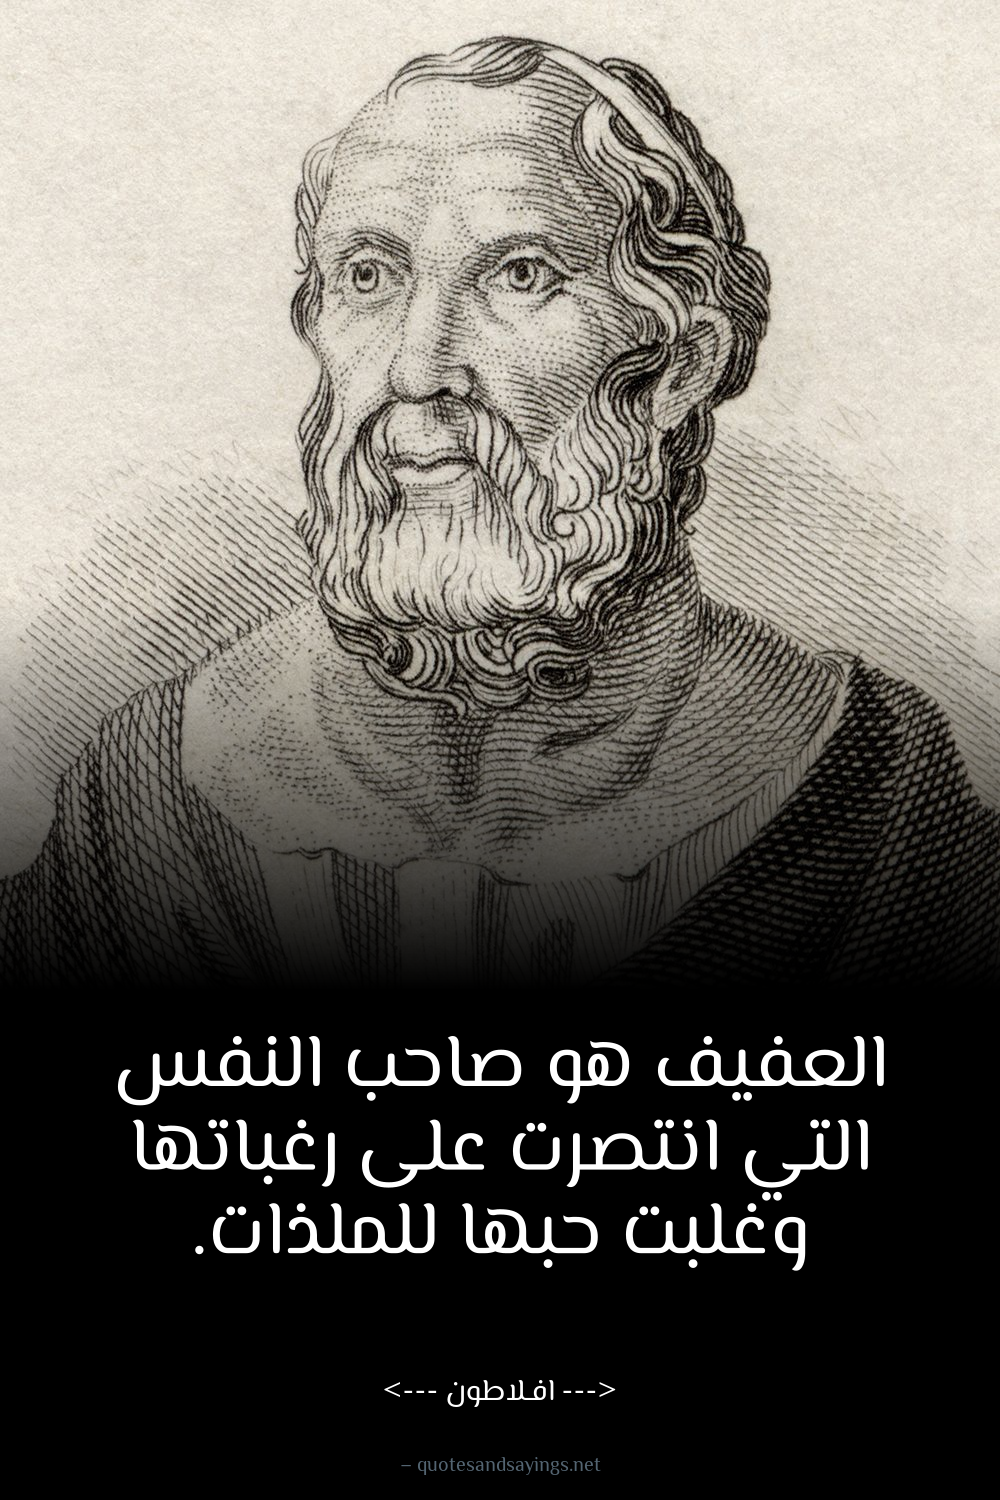 العفيف هو صاحب النفس
التي انتصرت على رغباتها
وغلبت حبها للملذات.
<--- افلاطون --->
– quotesandsayings.net